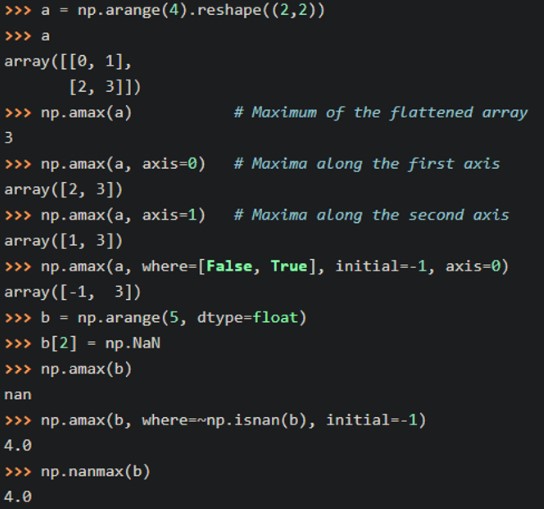 >>> a = np.arange(4).reshape((2,2))
>>> a
array([[0, 1],
       [2, 3]])
>>> np.amax(a)           # Maximum of the flattened array
3
>>> np.amax(a, axis=0)   # Maxima along the first axis
array([2, 3])
>>> np.amax(a, axis=1)   # Maxima along the second axis
array([1, 3])
>>> np.amax(a, where=[False, True], initial=-1, axis=0)
array([-1,  3])
>>> b = np.arange(5, dtype=float)
>>> b[2] = np.NaN
>>> np.amax(b)
nan
>>> np.amax(b, where=~np.isnan(b), initial=-1)
4.0
>>> np.nanmax(b)
4.0